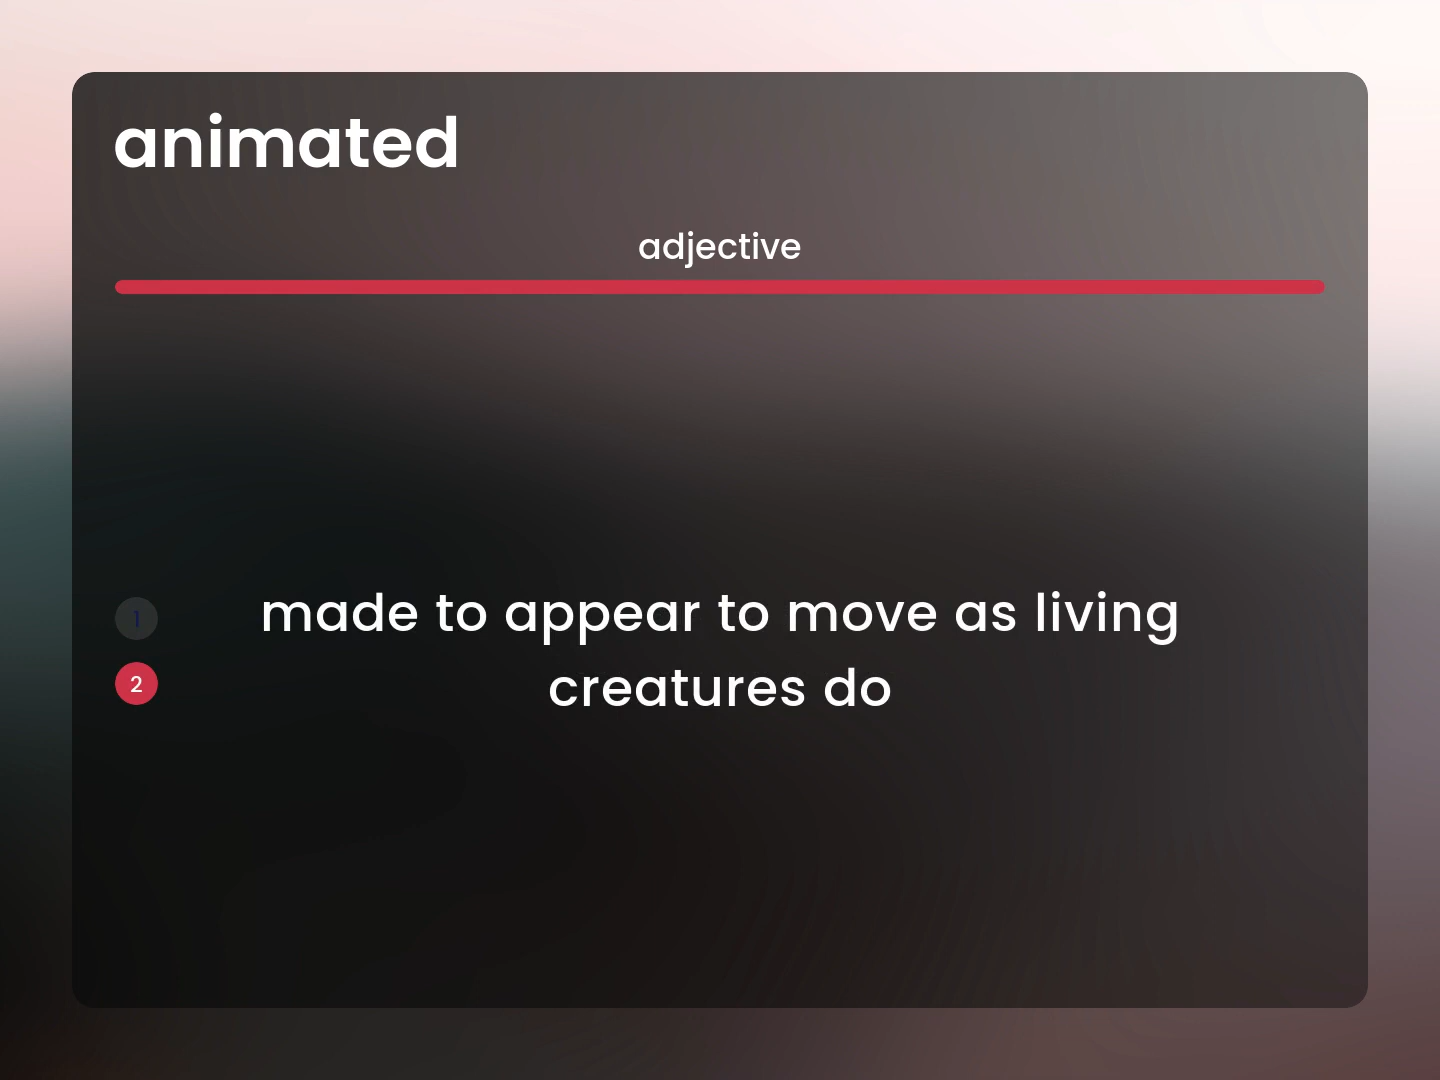 animated
adjective
1
made to appear to move as living
creatures do
2